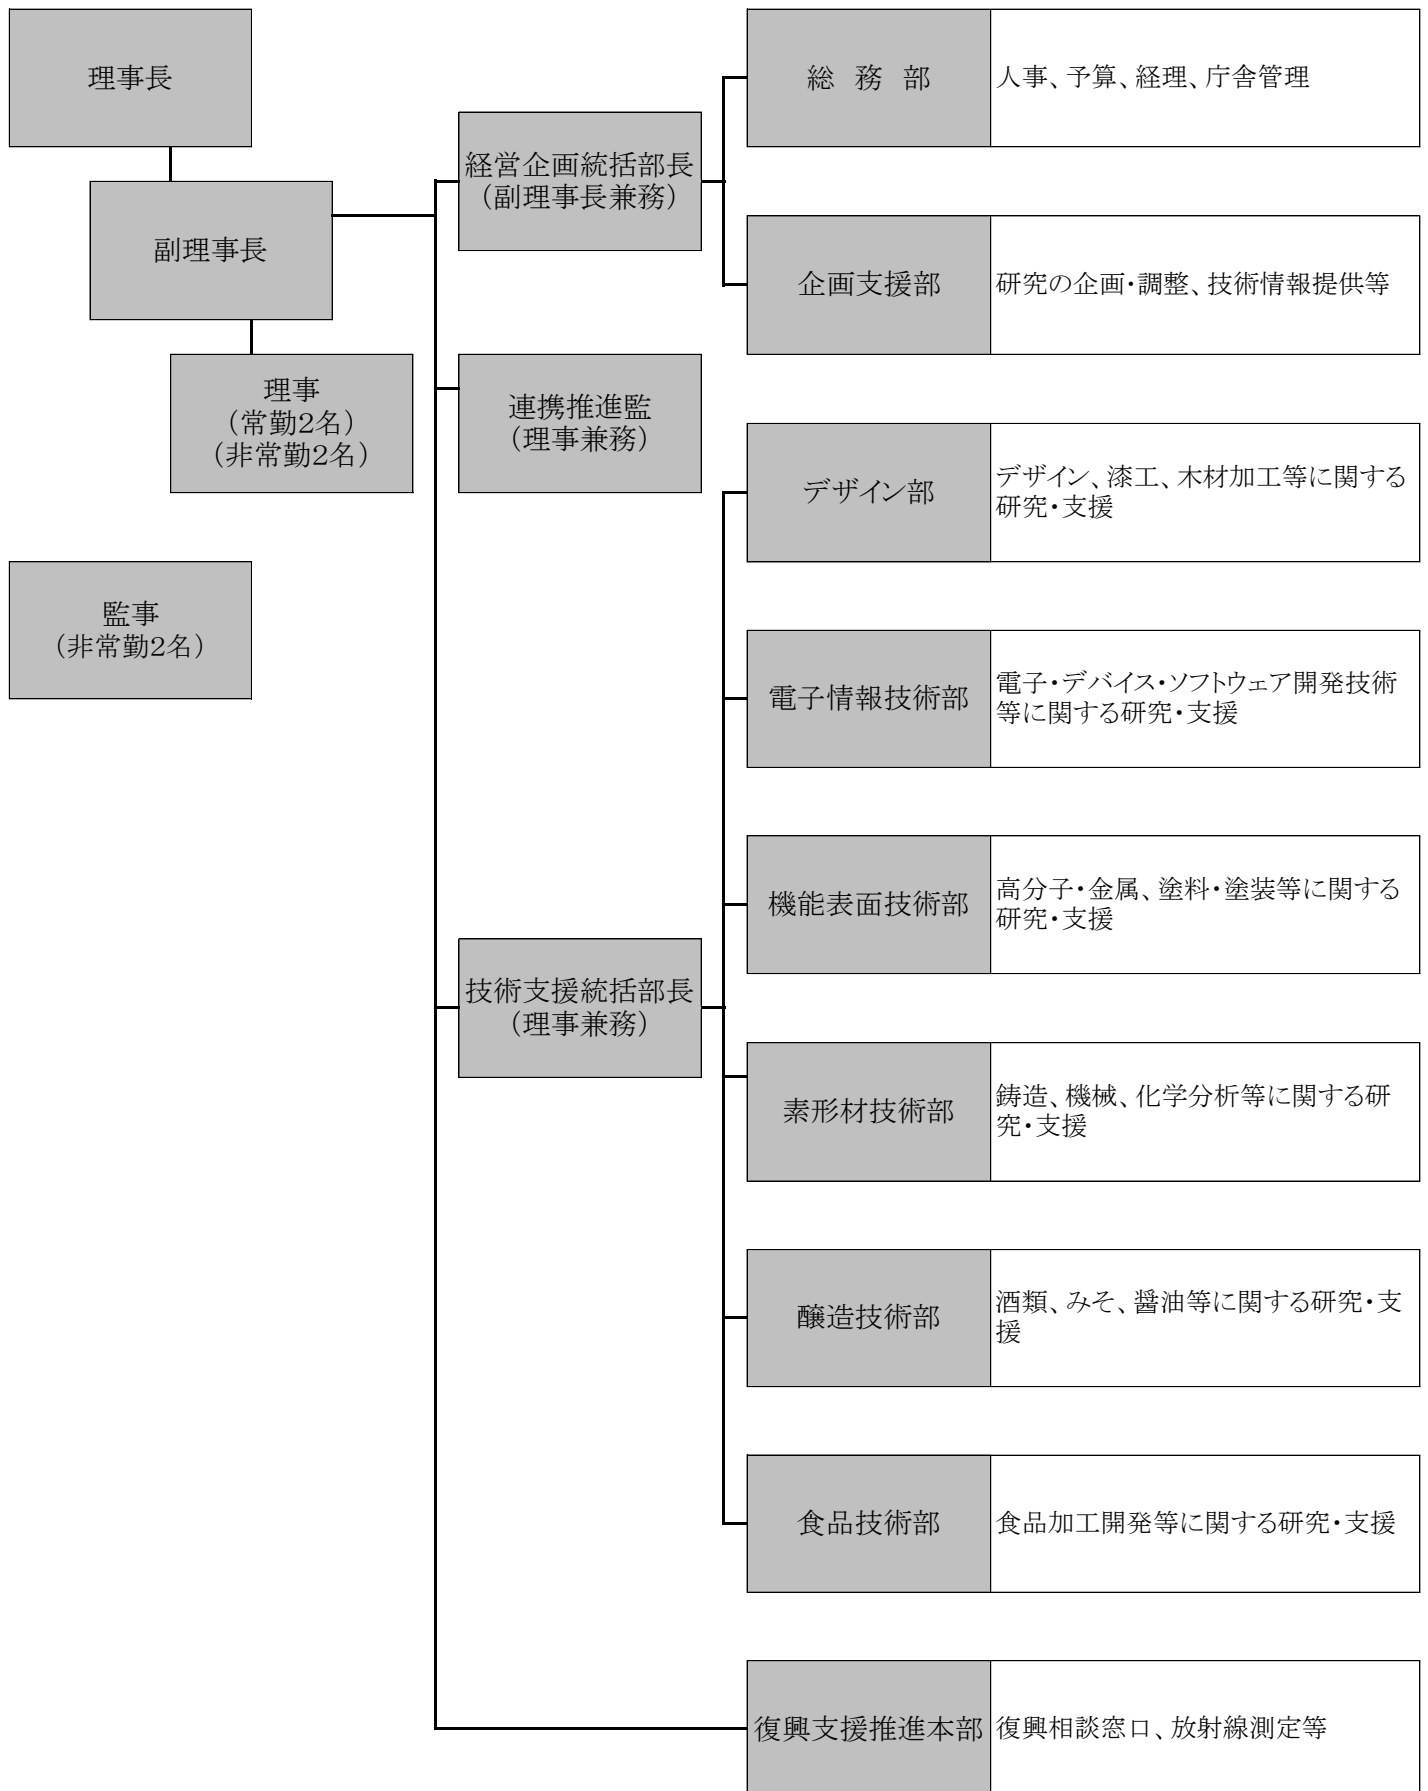 理事長
副理事長
理事
（常勤2名）
（非常勤2名）
監事
（非常勤2名）
経営企画統括部長
（副理事長兼務）
総　務　部
人事、予算、経理、庁舎管理
企画支援部
研究の企画・調整、技術情報提供等
連携推進監
（理事兼務）
技術支援統括部長
（理事兼務）
デザイン部
デザイン、漆工、木材加工等に関する
研究・支援
電子情報技術部
電子・デバイス・ソフトウェア開発技術
等に関する研究・支援
機能表面技術部
高分子・金属、塗料・塗装等に関する
研究・支援
素形材技術部
鋳造、機械、化学分析等に関する研
究・支援
醸造技術部
酒類、みそ、醤油等に関する研究・支
援
食品技術部
食品加工開発等に関する研究・支援
復興支援推進本部
復興相談窓口、放射線測定等